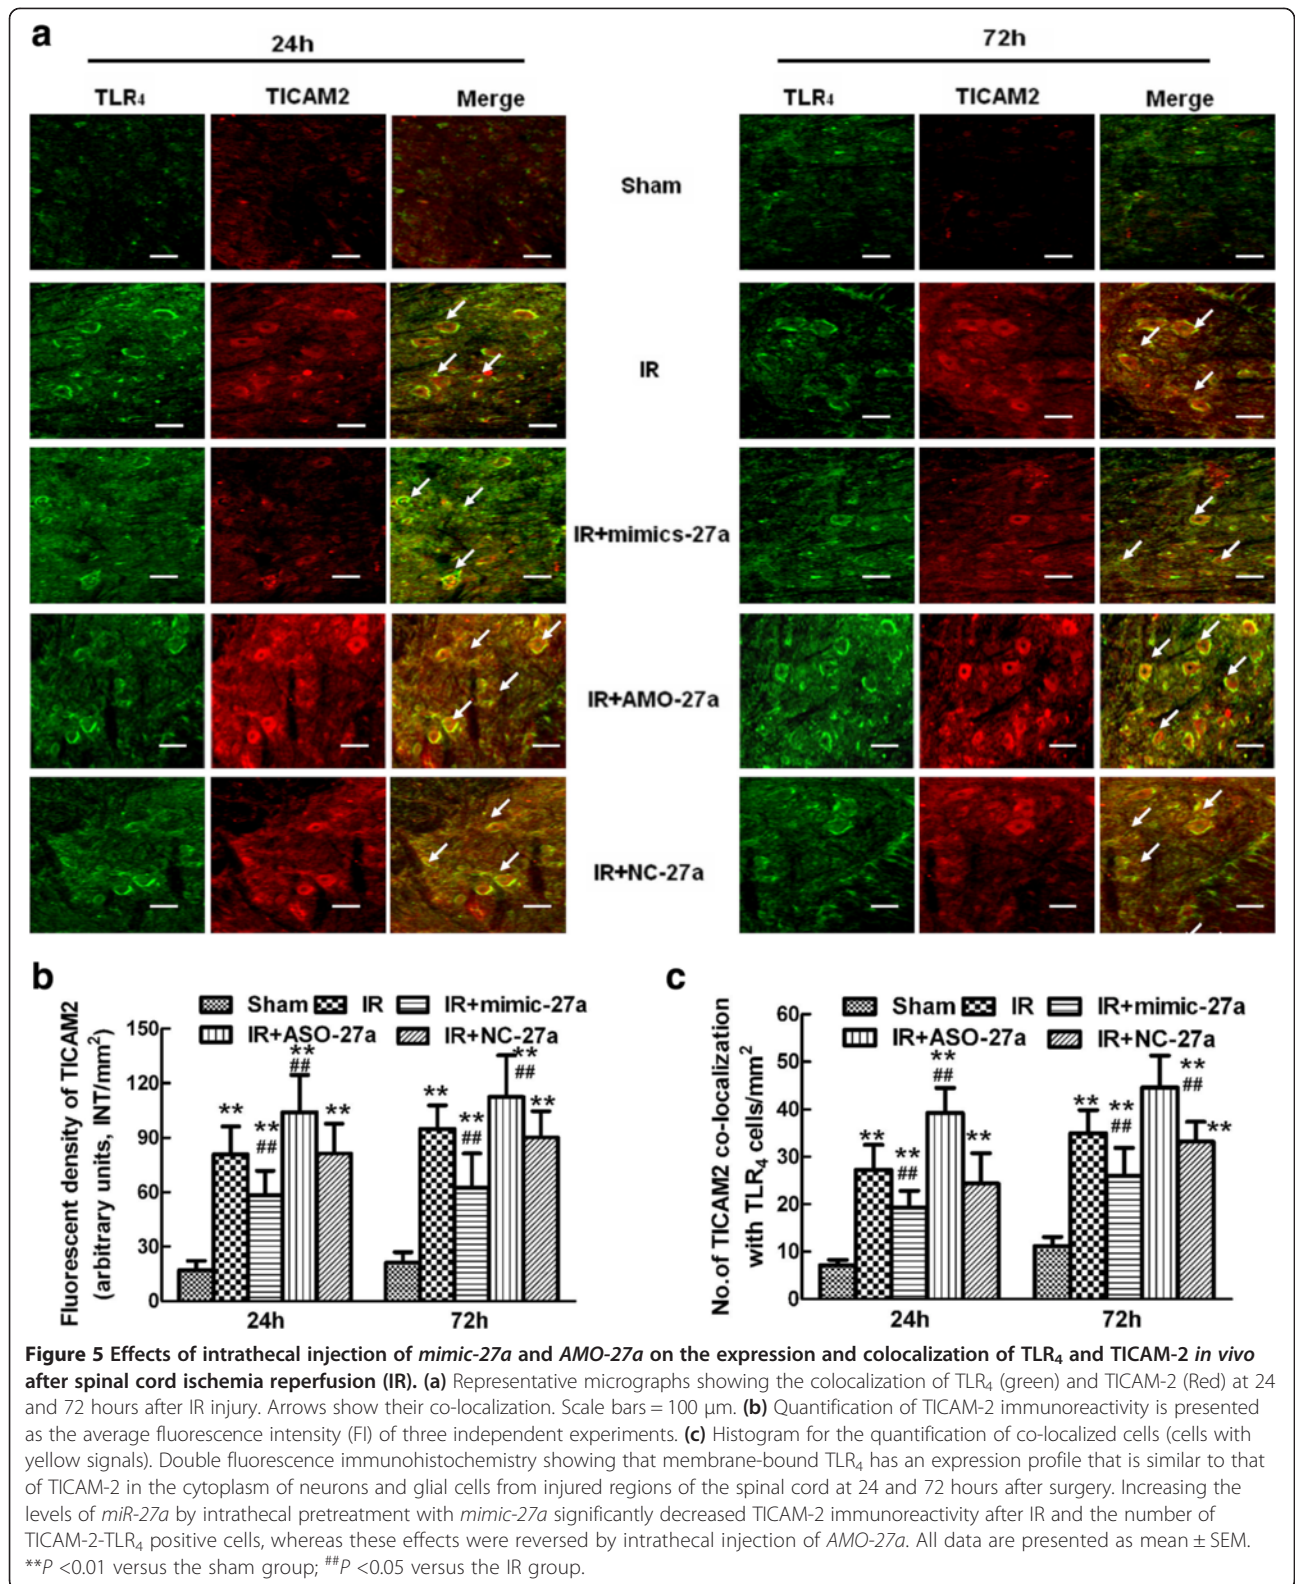 a
24h
72h
TLR4 TICAM2 Merge
TLR4 TICAM2 Merge
Sham
IR
IR+mimics-27a
IR+AMO-27a
IR+NC-27a
b
Fluorescent density of TICAM2
(arbitrary units, INT/mm²)
Sham IR IR+mimic-27a
IR+ASO-27a IR+NC-27a
150
120
90
60
30
0
** ** ## ** ## **
** ** ## ** ## **
24h 72h
c
No. of TICAM2 co-localization
with TLR4 cells/mm²
Sham IR IR+mimic-27a
IR+ASO-27a IR+NC-27a
60
50
40
30
20
10
0
** ** ## ** ## **
** ** ## ** ## **
24h 72h
Figure 5 Effects of intrathecal injection of mimic-27a and AMO-27a on the expression and colocalization of TLR4 and TICAM-2 in vivo
after spinal cord ischemia reperfusion (IR). (a) Representative micrographs showing the colocalization of TLR4 (green) and TICAM-2 (Red) at 24
and 72 hours after IR injury. Arrows show their co-localization. Scale bars = 100 μm. (b) Quantification of TICAM-2 immunoreactivity is presented
as the average fluorescence intensity (FI) of three independent experiments. (c) Histogram for the quantification of co-localized cells (cells with
yellow signals). Double fluorescence immunohistochemistry showing that membrane-bound TLR4 has an expression profile that is similar to that
of TICAM-2 in the cytoplasm of neurons and glial cells from injured regions of the spinal cord at 24 and 72 hours after surgery. Increasing the
levels of miR-27a by intrathecal pretreatment with mimic-27a significantly decreased TICAM-2 immunoreactivity after IR and the number of
TICAM-2-TLR4 positive cells, whereas these effects were reversed by intrathecal injection of AMO-27a. All data are presented as mean ± SEM.
**P <0.01 versus the sham group; ##P <0.05 versus the IR group.